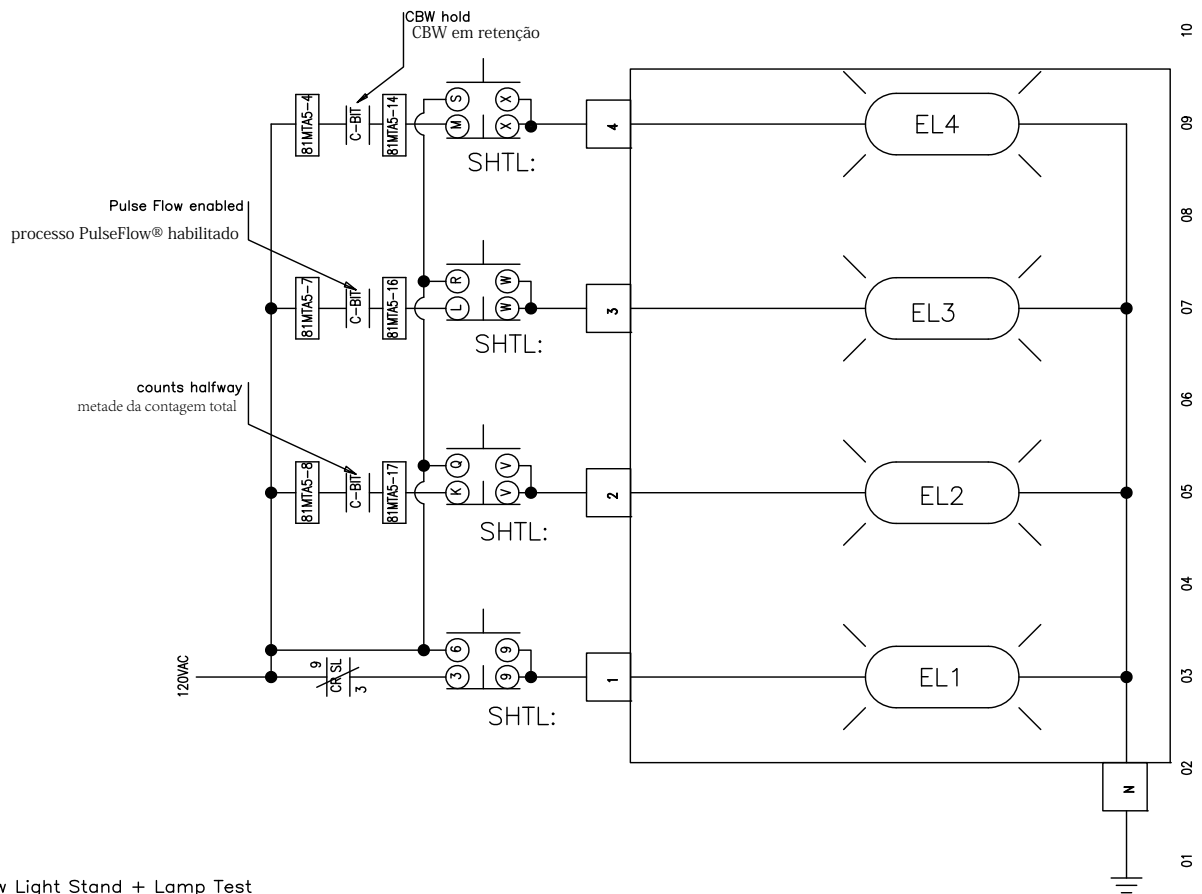 CBW hold
CBW em retenção
10
81MTA5-4
C-BIT
81MTA5-14
S
X
M
X
4
EL4
09
SHTL:
Pulse Flow enabled
processo PulseFlow® habilitado
08
81MTA5-7
C-BIT
81MTA5-16
R
W
L
W
3
EL3
07
SHTL:
counts halfway
metade da contagem total
06
81MTA5-8
C-BIT
81MTA5-17
Q
V
K
V
2
EL2
05
SHTL:
04
120VAC
9
CR SL
3
6
9
3
9
1
EL1
03
SHTL:
02
N
01
w Light Stand + Lamp Test